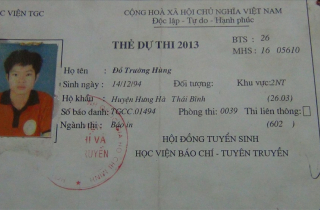 C VIỆN TGC
CỘNG HOÀ XÃ HỘI CHỦ NGHĨA VIỆT NAM
Độc lập - Tự do - Hạnh phúc
THẺ DỰ THI 2013
BTS : 26
MHS : 16 05610
Họ tên : Đỗ Trường Hùng
Sinh ngày : 14/12/94 Đối tượng: Khu vực: 2NT
Hộ khẩu : Huyện Hưng Hà Thái Bình (26.03)
Số báo danh: TGCC.01494 Phòng thi: 0039 Thi liên thông:
Ngành thi : Báo in (602 )
HỘI ĐỒNG TUYỂN SINH
HỌC VIỆN BÁO CHÍ - TUYÊN TRUYỀN